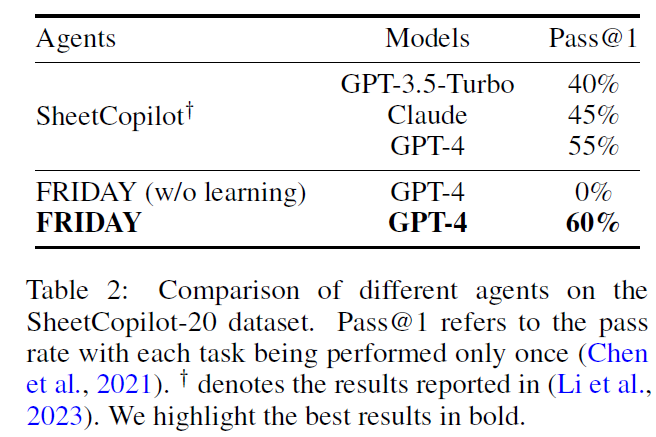 Agents Models Pass@1
SheetCopilot† GPT-3.5-Turbo 40%
Claude 45%
GPT-4 55%
FRIDAY (w/o learning) GPT-4 0%
FRIDAY GPT-4 60%
Table 2: Comparison of different agents on the
SheetCopilot-20 dataset. Pass@1 refers to the pass
rate with each task being performed only once (Chen
et al., 2021). † denotes the results reported in (Li et al.,
2023). We highlight the best results in bold.